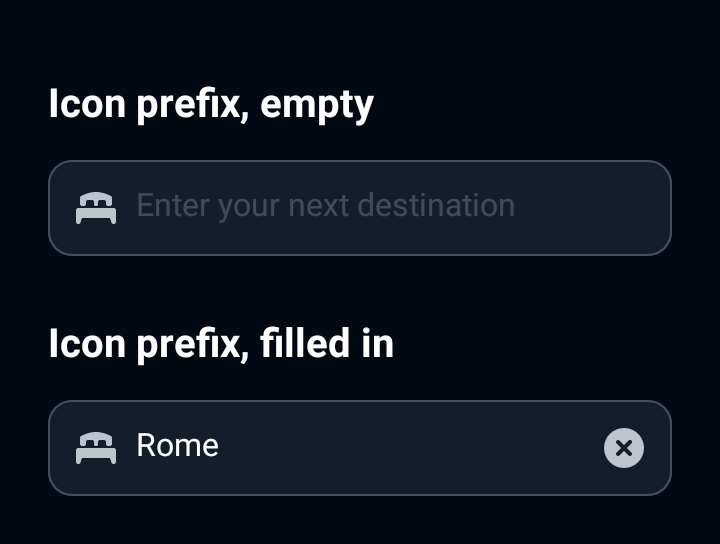 Icon prefix, empty
Enter your next destination
Icon prefix, filled in
Rome